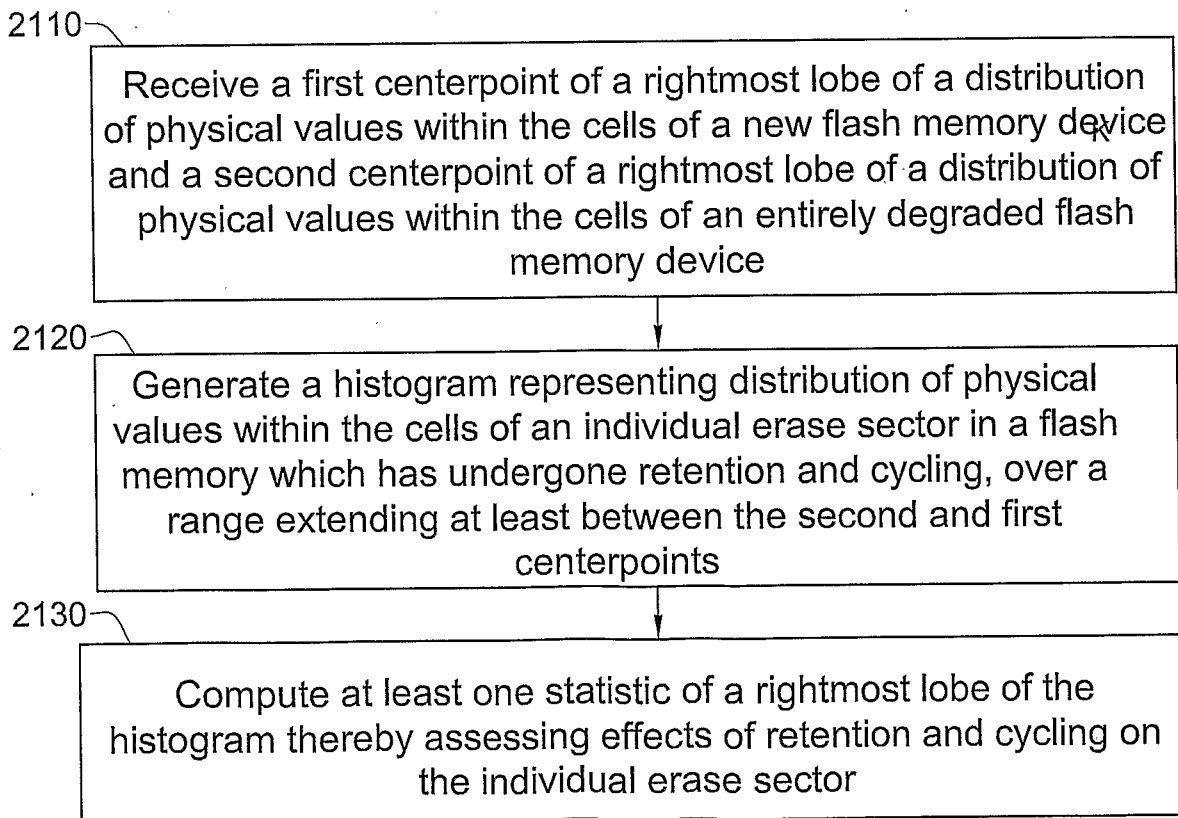 2110
Receive a first centerpoint of a rightmost lobe of a distribution
of physical values within the cells of a new flash memory device
and a second centerpoint of a rightmost lobe of a distribution of
physical values within the cells of an entirely degraded flash
memory device
2120
Generate a histogram representing distribution of physical
values within the cells of an individual erase sector in a flash
memory which has undergone retention and cycling, over a
range extending at least between the second and first
centerpoints
2130
Compute at least one statistic of a rightmost lobe of the
histogram thereby assessing effects of retention and cycling on
the individual erase sector